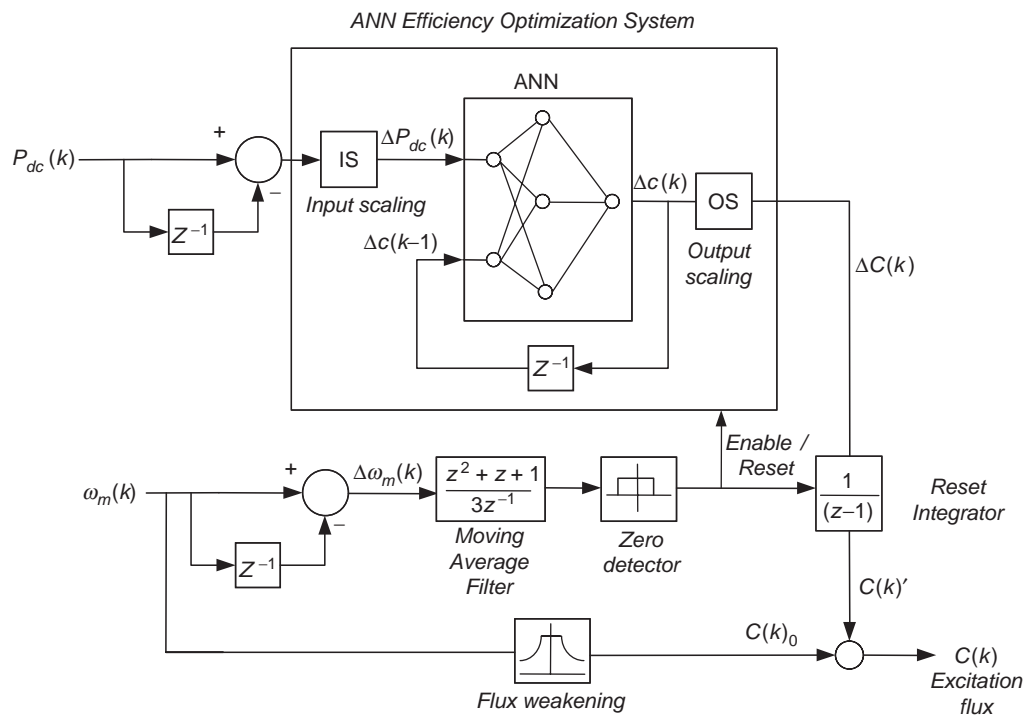 ANN Efficiency Optimization System
ANN
+
P_dc(k)
−
IS
ΔP_dc(k)
Input scaling
Z⁻¹
Δc(k)
OS
Output
scaling
Δc(k–1)
ΔC(k)
Z⁻¹
Enable /
Reset
ω_m(k)
+
−
Δω_m(k)
z² + z + 1
3z⁻¹
Moving
Average
Filter
Zero
detector
1
(z–1)
Reset
Integrator
Z⁻¹
C(k)′
C(k)₀
Flux weakening
C(k)
Excitation
flux